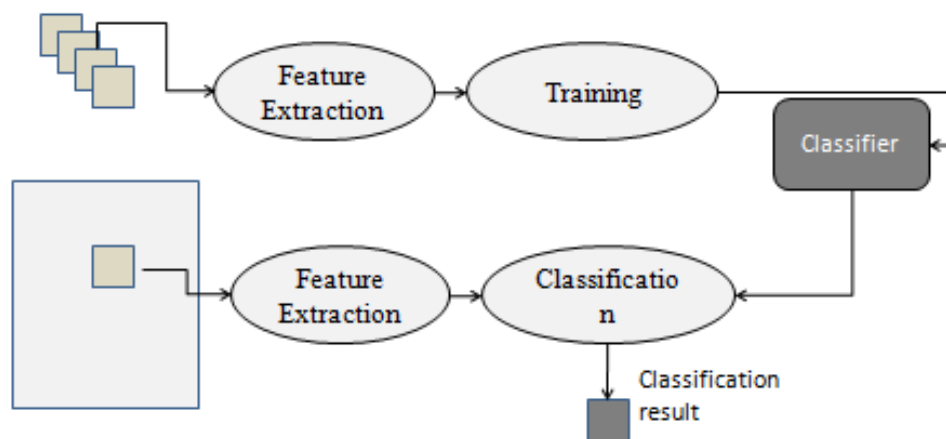 Feature
Extraction
Training
Classifier
Feature
Extraction
Classificatio
n
Classification
result